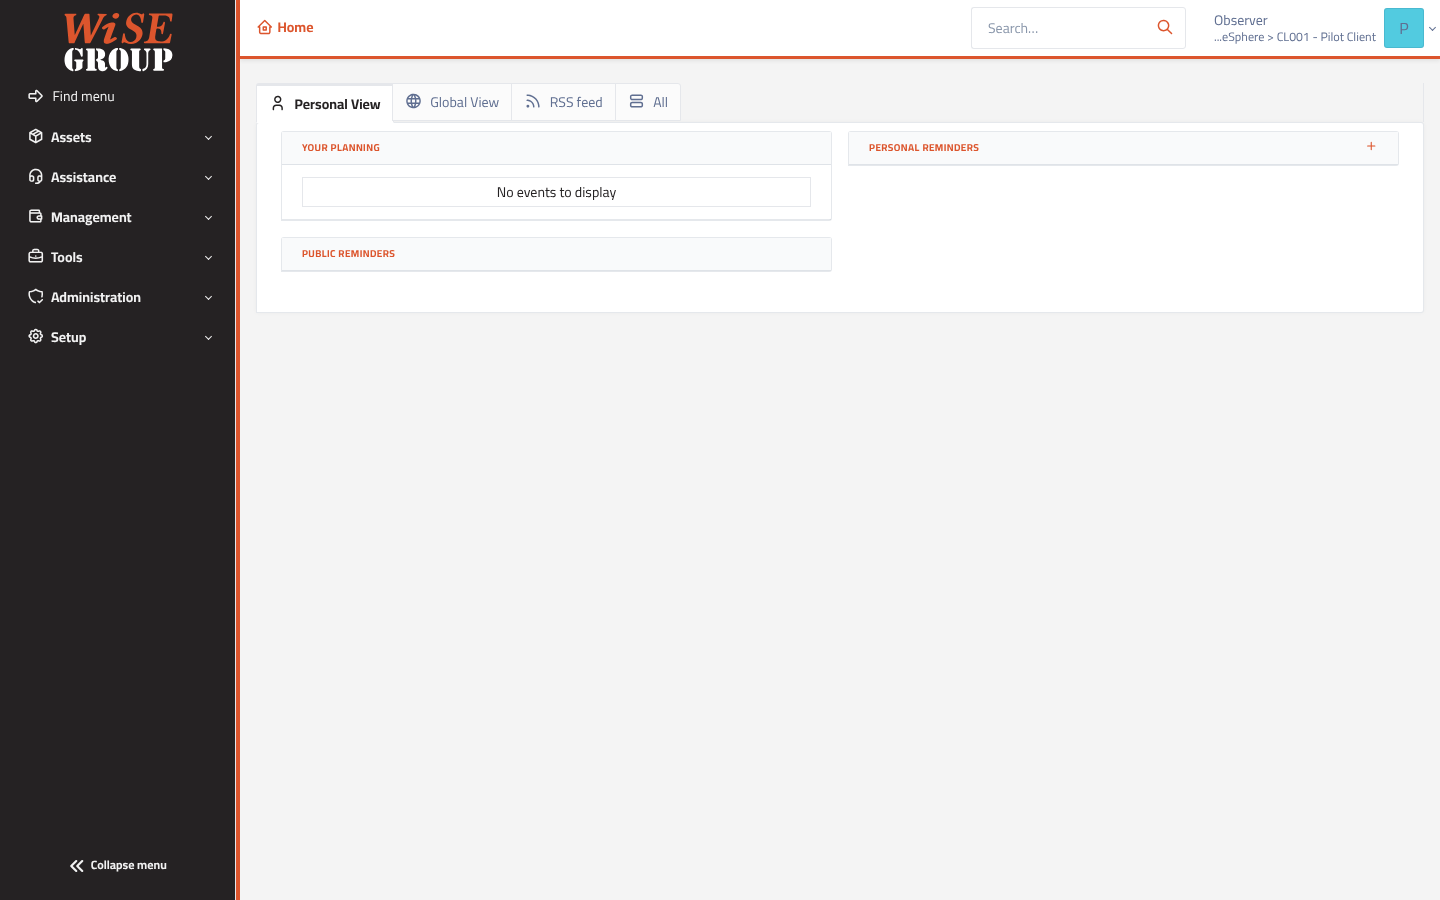 WiSE
GROUP
Find menu
Assets
Assistance
Management
Tools
Administration
Setup
Collapse menu
Home
Search...
Observer
...eSphere > CL001 - Pilot Client
P
Personal View
Global View
RSS feed
All
YOUR PLANNING
No events to display
PUBLIC REMINDERS
PERSONAL REMINDERS